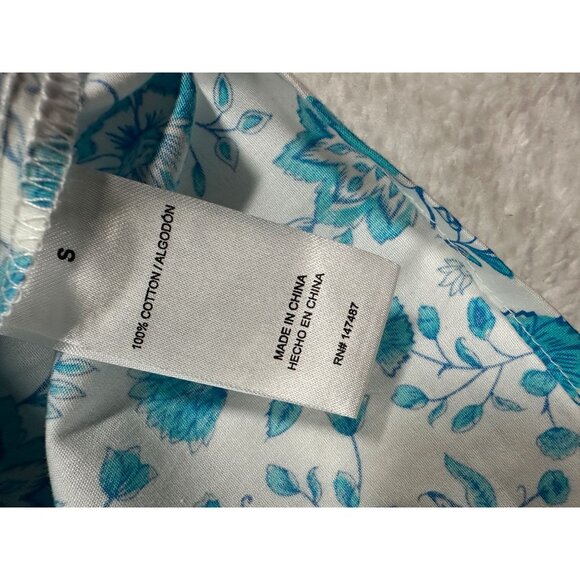 S
100% COTTON / ALGODÓN
MADE IN CHINA
HECHO EN CHINA
RN# 147487